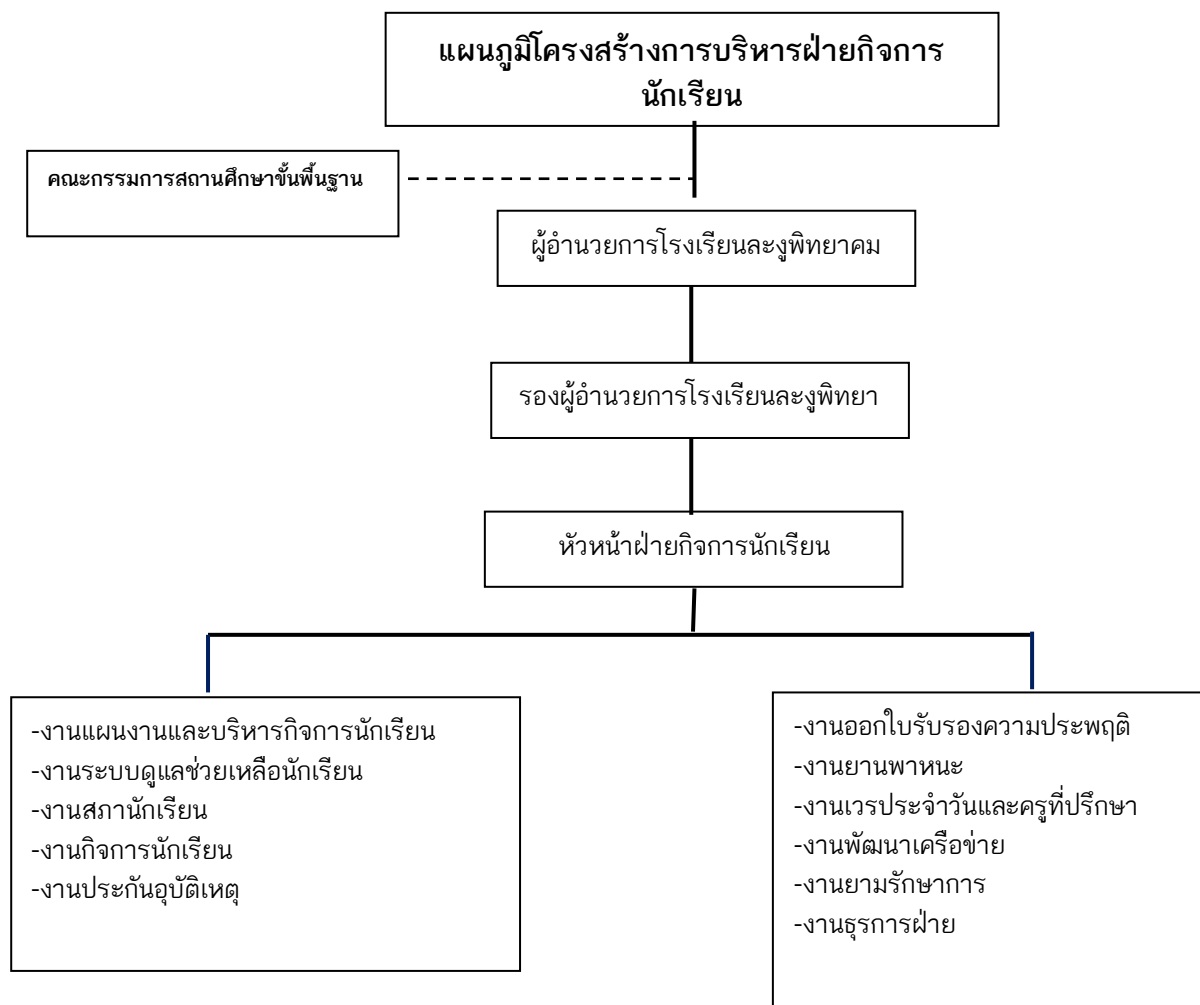 แผนภูมิโครงสร้างการบริหารฝ่ายกิจการ
นักเรียน
คณะกรรมการสถานศึกษาขั้นพื้นฐาน
ผู้อำนวยการโรงเรียนละงูพิทยาคม
รองผู้อำนวยการโรงเรียนละงูพิทยา
หัวหน้าฝ่ายกิจการนักเรียน
-งานแผนงานและบริหารกิจการนักเรียน
-งานระบบดูแลช่วยเหลือนักเรียน
-งานสภานักเรียน
-งานกิจการนักเรียน
-งานประกันอุบัติเหตุ
-งานออกใบรับรองความประพฤติ
-งานยานพาหนะ
-งานเวรประจำวันและครูที่ปรึกษา
-งานพัฒนาเครือข่าย
-งานยามรักษาการ
-งานธุรการฝ่าย